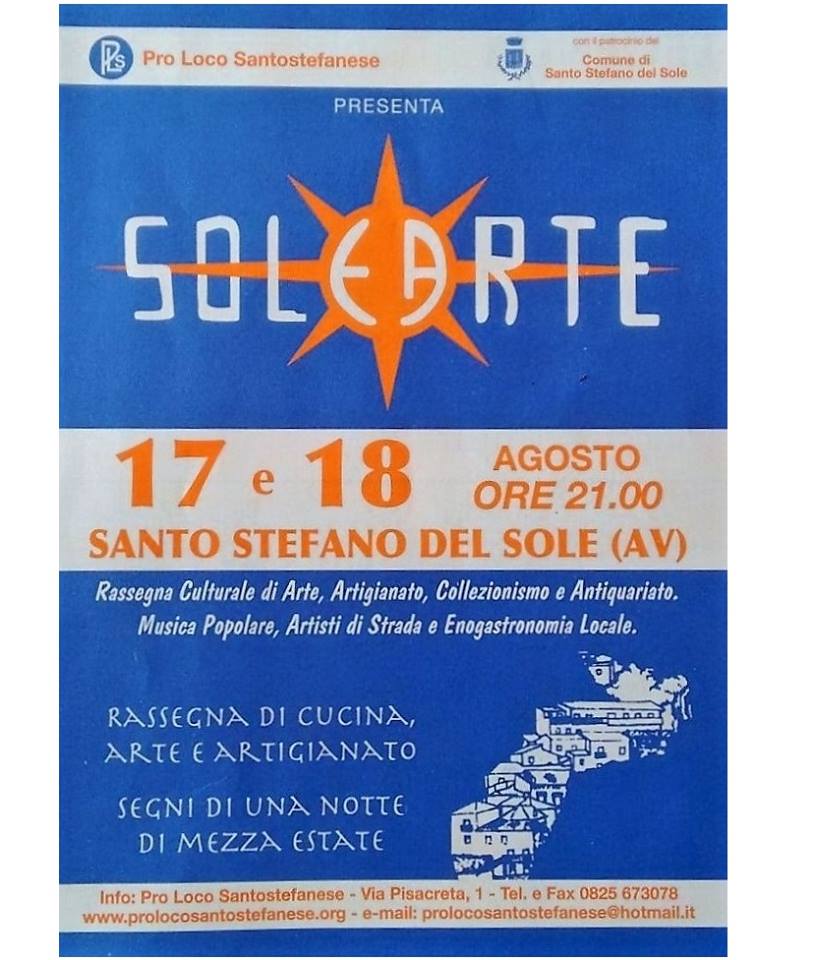 PLS Pro Loco Santostefanese
con il patrocinio del
Comune di
Santo Stefano del Sole
PRESENTA
SOLEARTE
17 e 18 AGOSTO
ORE 21.00
SANTO STEFANO DEL SOLE (AV)
Rassegna Culturale di Arte, Artigianato, Collezionismo e Antiquariato.
Musica Popolare, Artisti di Strada e Enogastronomia Locale.
RASSEGNA DI CUCINA,
ARTE E ARTIGIANATO
SEGNI DI UNA NOTTE
DI MEZZA ESTATE
Info: Pro Loco Santostefanese - Via Pisacreta, 1 - Tel. e Fax 0825 673078
www.prolocosantostefanese.org - e-mail: prolocosantostefanese@hotmail.it